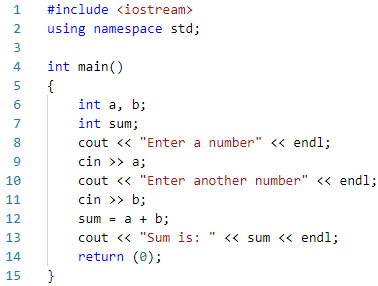 1 #include <iostream>
2 using namespace std;
3
4 int main()
5 {
6     int a, b;
7     int sum;
8     cout << "Enter a number" << endl;
9     cin >> a;
10     cout << "Enter another number" << endl;
11     cin >> b;
12     sum = a + b;
13     cout << "Sum is: " << sum << endl;
14     return (0);
15 }